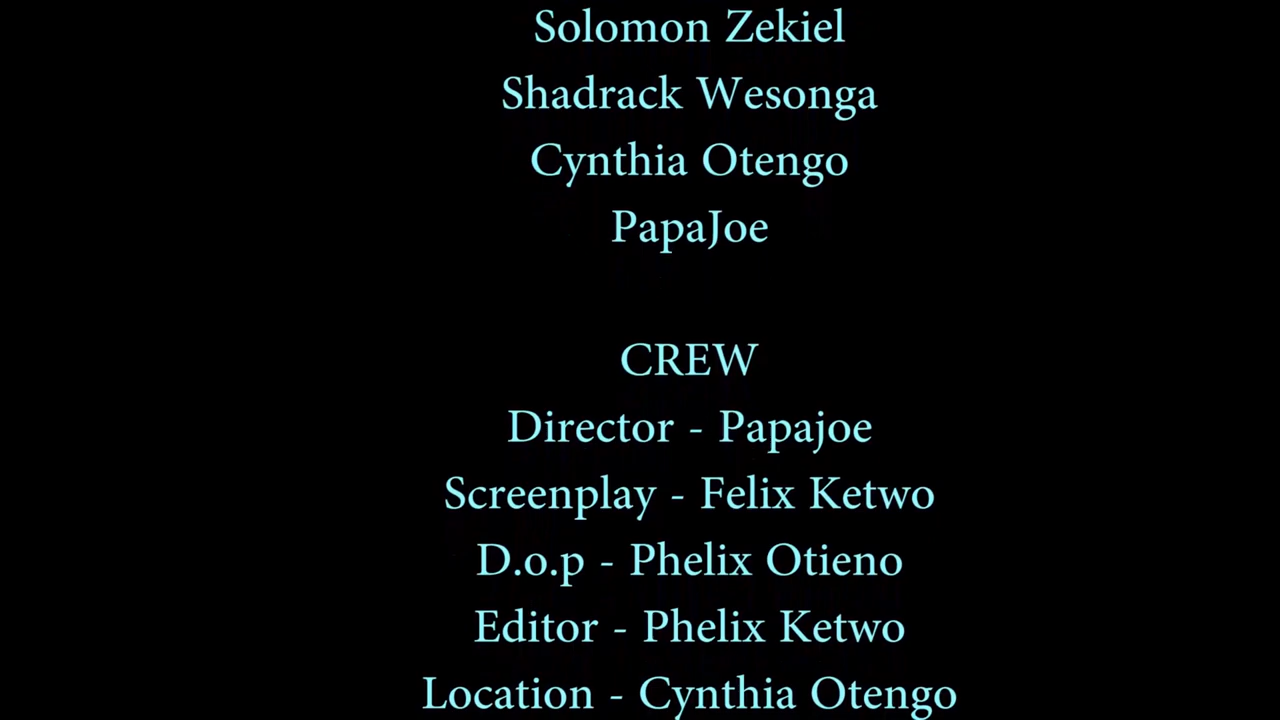 Solomon Zekiel
Shadrack Wesonga
Cynthia Otengo
PapaJoe
CREW
Director - Papajoe
Screenplay - Felix Ketwo
D.o.p - Phelix Otieno
Editor - Phelix Ketwo
Location - Cynthia Otengo